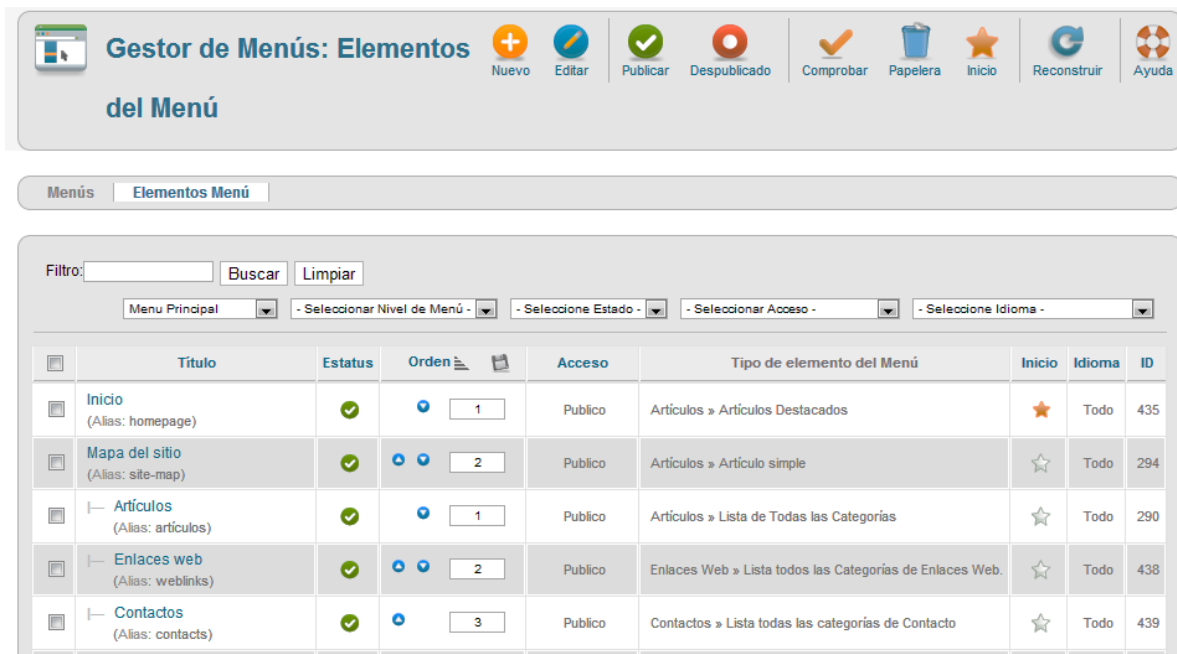 Gestor de Menús: Elementos
del Menú
Nuevo Editar Publicar Despublicado Comprobar Papelera Inicio Reconstruir Ayuda
Menús Elementos Menú
Filtro: Buscar Limpiar
Menu Principal - Seleccionar Nivel de Menú - - Seleccione Estado - - Seleccionar Acceso - - Seleccione Idioma -
Título Estatus Orden Acceso Tipo de elemento del Menú Inicio Idioma ID
Inicio
(Alias: homepage)
1 Publico Artículos » Artículos Destacados Todo 435
Mapa del sitio
(Alias: site-map)
2 Publico Artículos » Artículo simple Todo 294
Artículos
(Alias: artículos)
1 Publico Artículos » Lista de Todas las Categorías Todo 290
Enlaces web
(Alias: weblinks)
2 Publico Enlaces Web » Lista todos las Categorías de Enlaces Web. Todo 438
Contactos
(Alias: contacts)
3 Publico Contactos » Lista todas las categorías de Contacto Todo 439